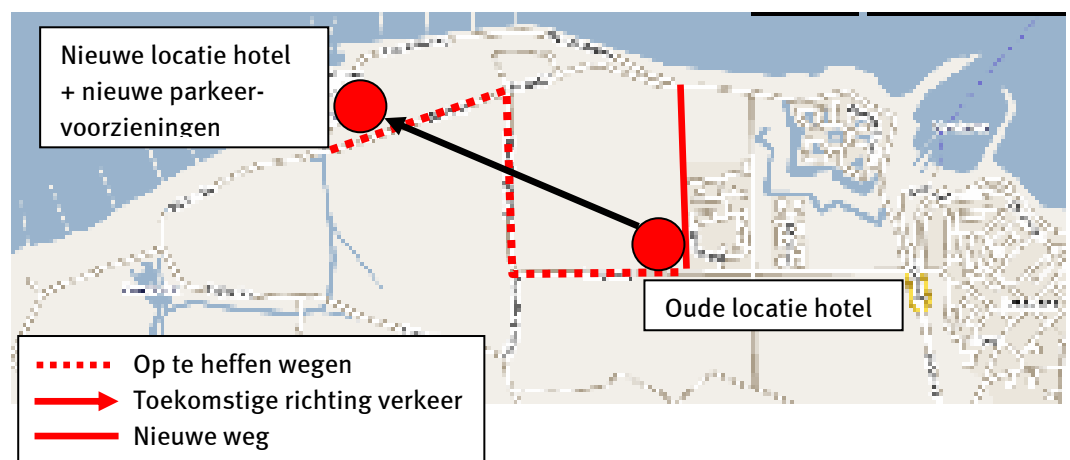 Nieuwe locatie hotel
+ nieuwe parkeer-
voorzieningen
Oude locatie hotel
Op te heffen wegen
Toekomstige richting verkeer
Nieuwe weg